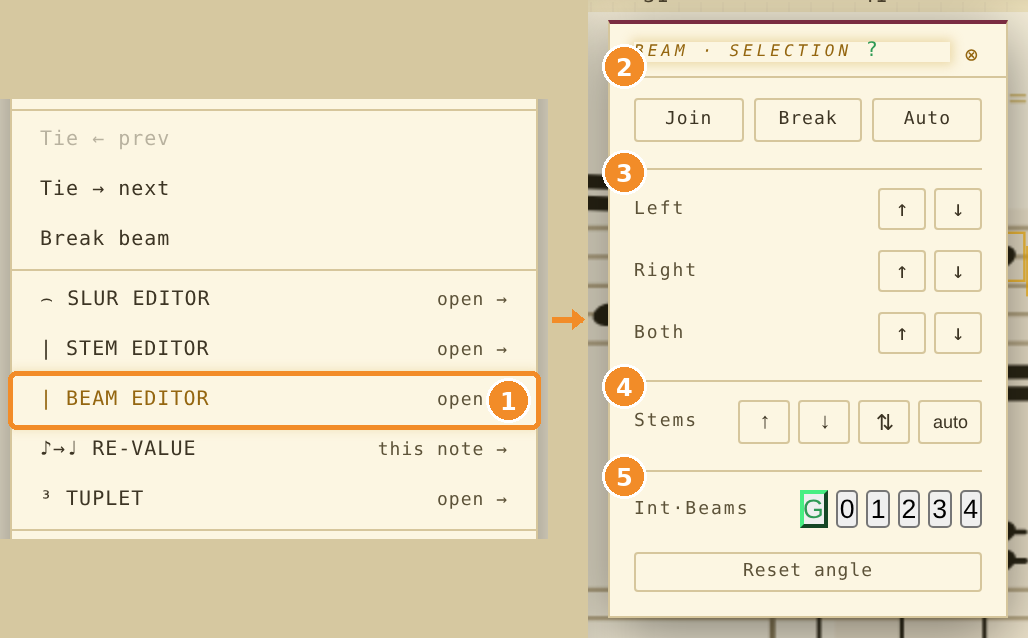 Tie ← prev
Tie → next
Break beam
⌢ SLUR EDITOR open →
| STEM EDITOR open →
| BEAM EDITOR open 1
♪→♩ RE-VALUE this note →
³ TUPLET open →
2 BEAM · SELECTION ? ⊗
Join Break Auto
3
Left ↑ ↓
Right ↑ ↓
Both ↑ ↓
4
Stems ↑ ↓ ⇅ auto
5
Int·Beams G 0 1 2 3 4
Reset angle